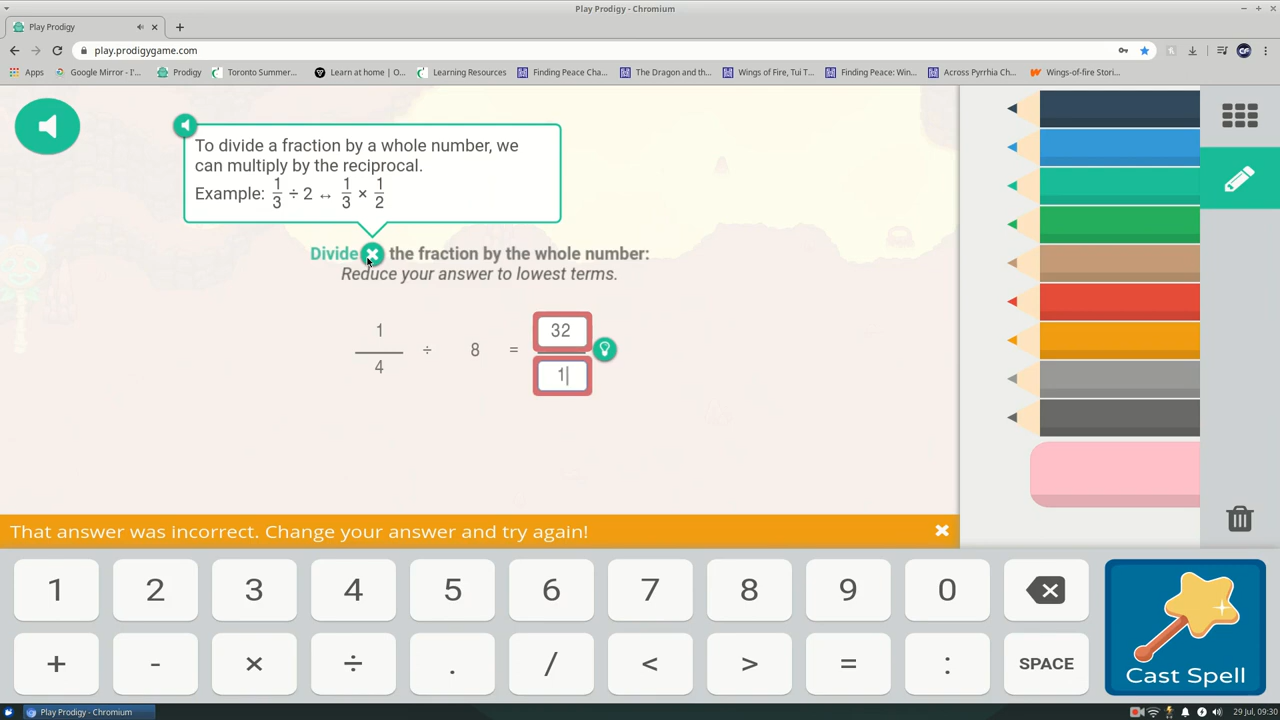 Play Prodigy - Chromium
Play Prodigy
play.prodigygame.com
Apps Google Mirror - I'... Prodigy Toronto Summer... Learn at home | O... Learning Resources Finding Peace Cha... The Dragon and th... Wings of Fire, Tui T... Finding Peace: Win... Across Pyrrhia Ch... Wings-of-fire Stori...
To divide a fraction by a whole number, we
can multiply by the reciprocal.
Example: 1/3 ÷ 2 ↔ 1/3 × 1/2
Divide the fraction by the whole number:
Reduce your answer to lowest terms.
1/4 ÷ 8 = 32/1
That answer was incorrect. Change your answer and try again!
1 2 3 4 5 6 7 8 9 0
+ - × ÷ . / < > = : SPACE
Cast Spell
Play Prodigy - Chromium
29 Jul, 09:30